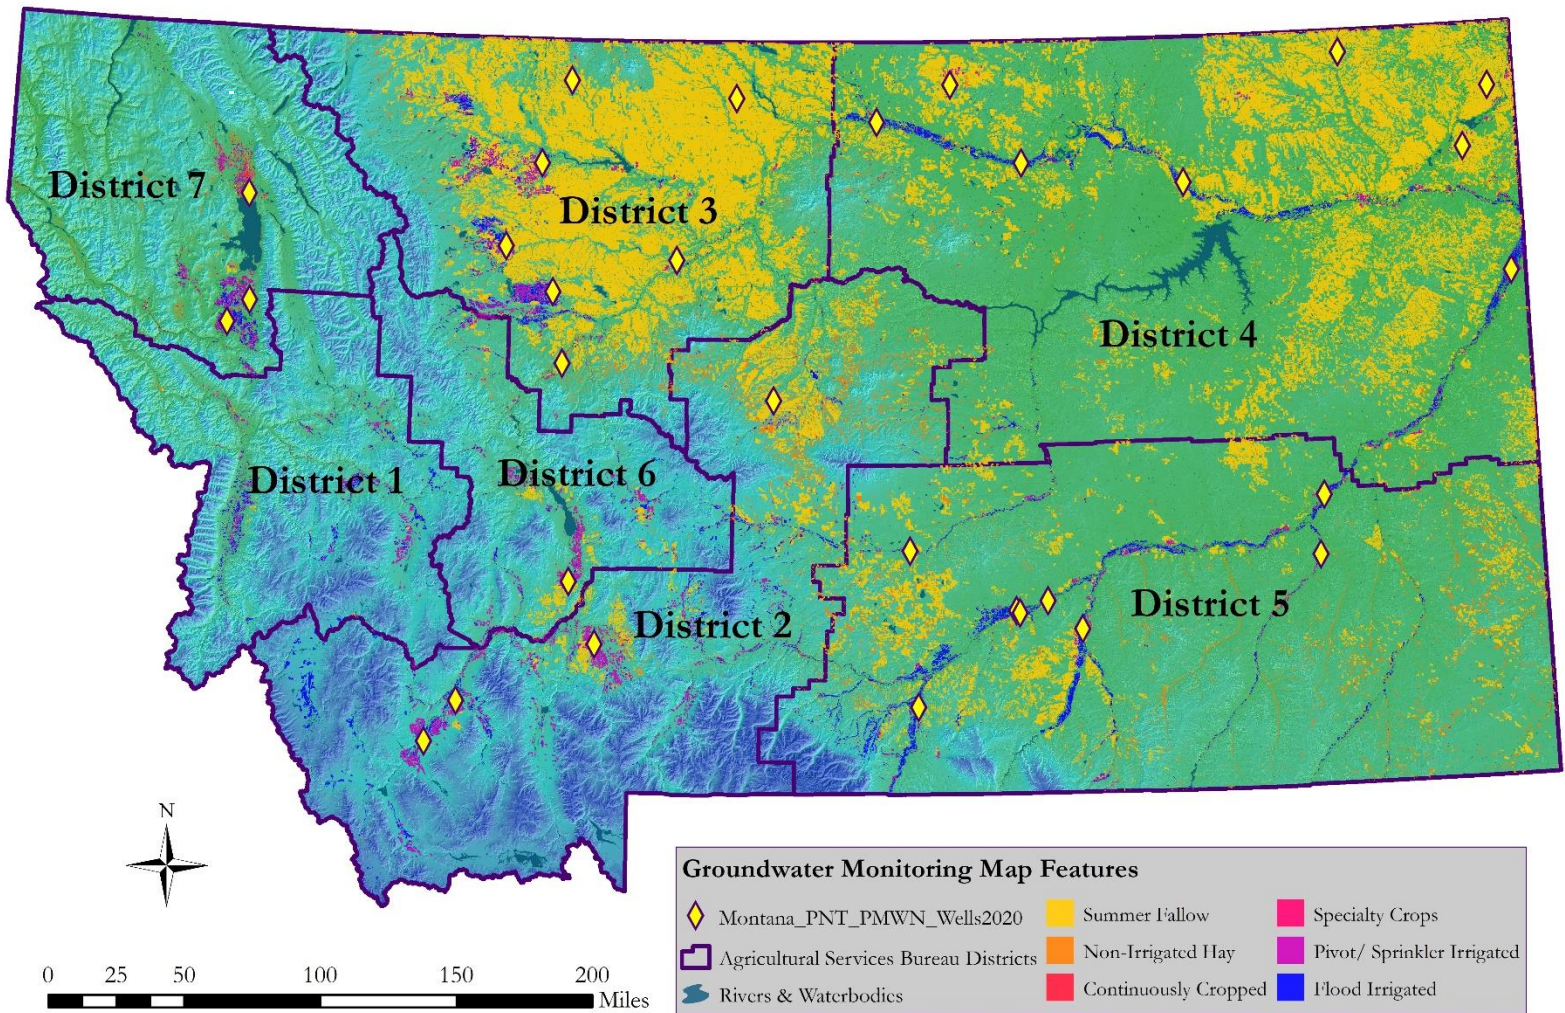 District 7
District 3
District 4
District 1
District 6
District 5
District 2
N
0 25 50 100 150 200
Miles
Groundwater Monitoring Map Features
Montana_PNT_PMWN_Wells2020
Agricultural Services Bureau Districts
Rivers & Waterbodies
Summer Fallow
Non-Irrigated Hay
Continuously Cropped
Specialty Crops
Pivot/ Sprinkler Irrigated
Flood Irrigated